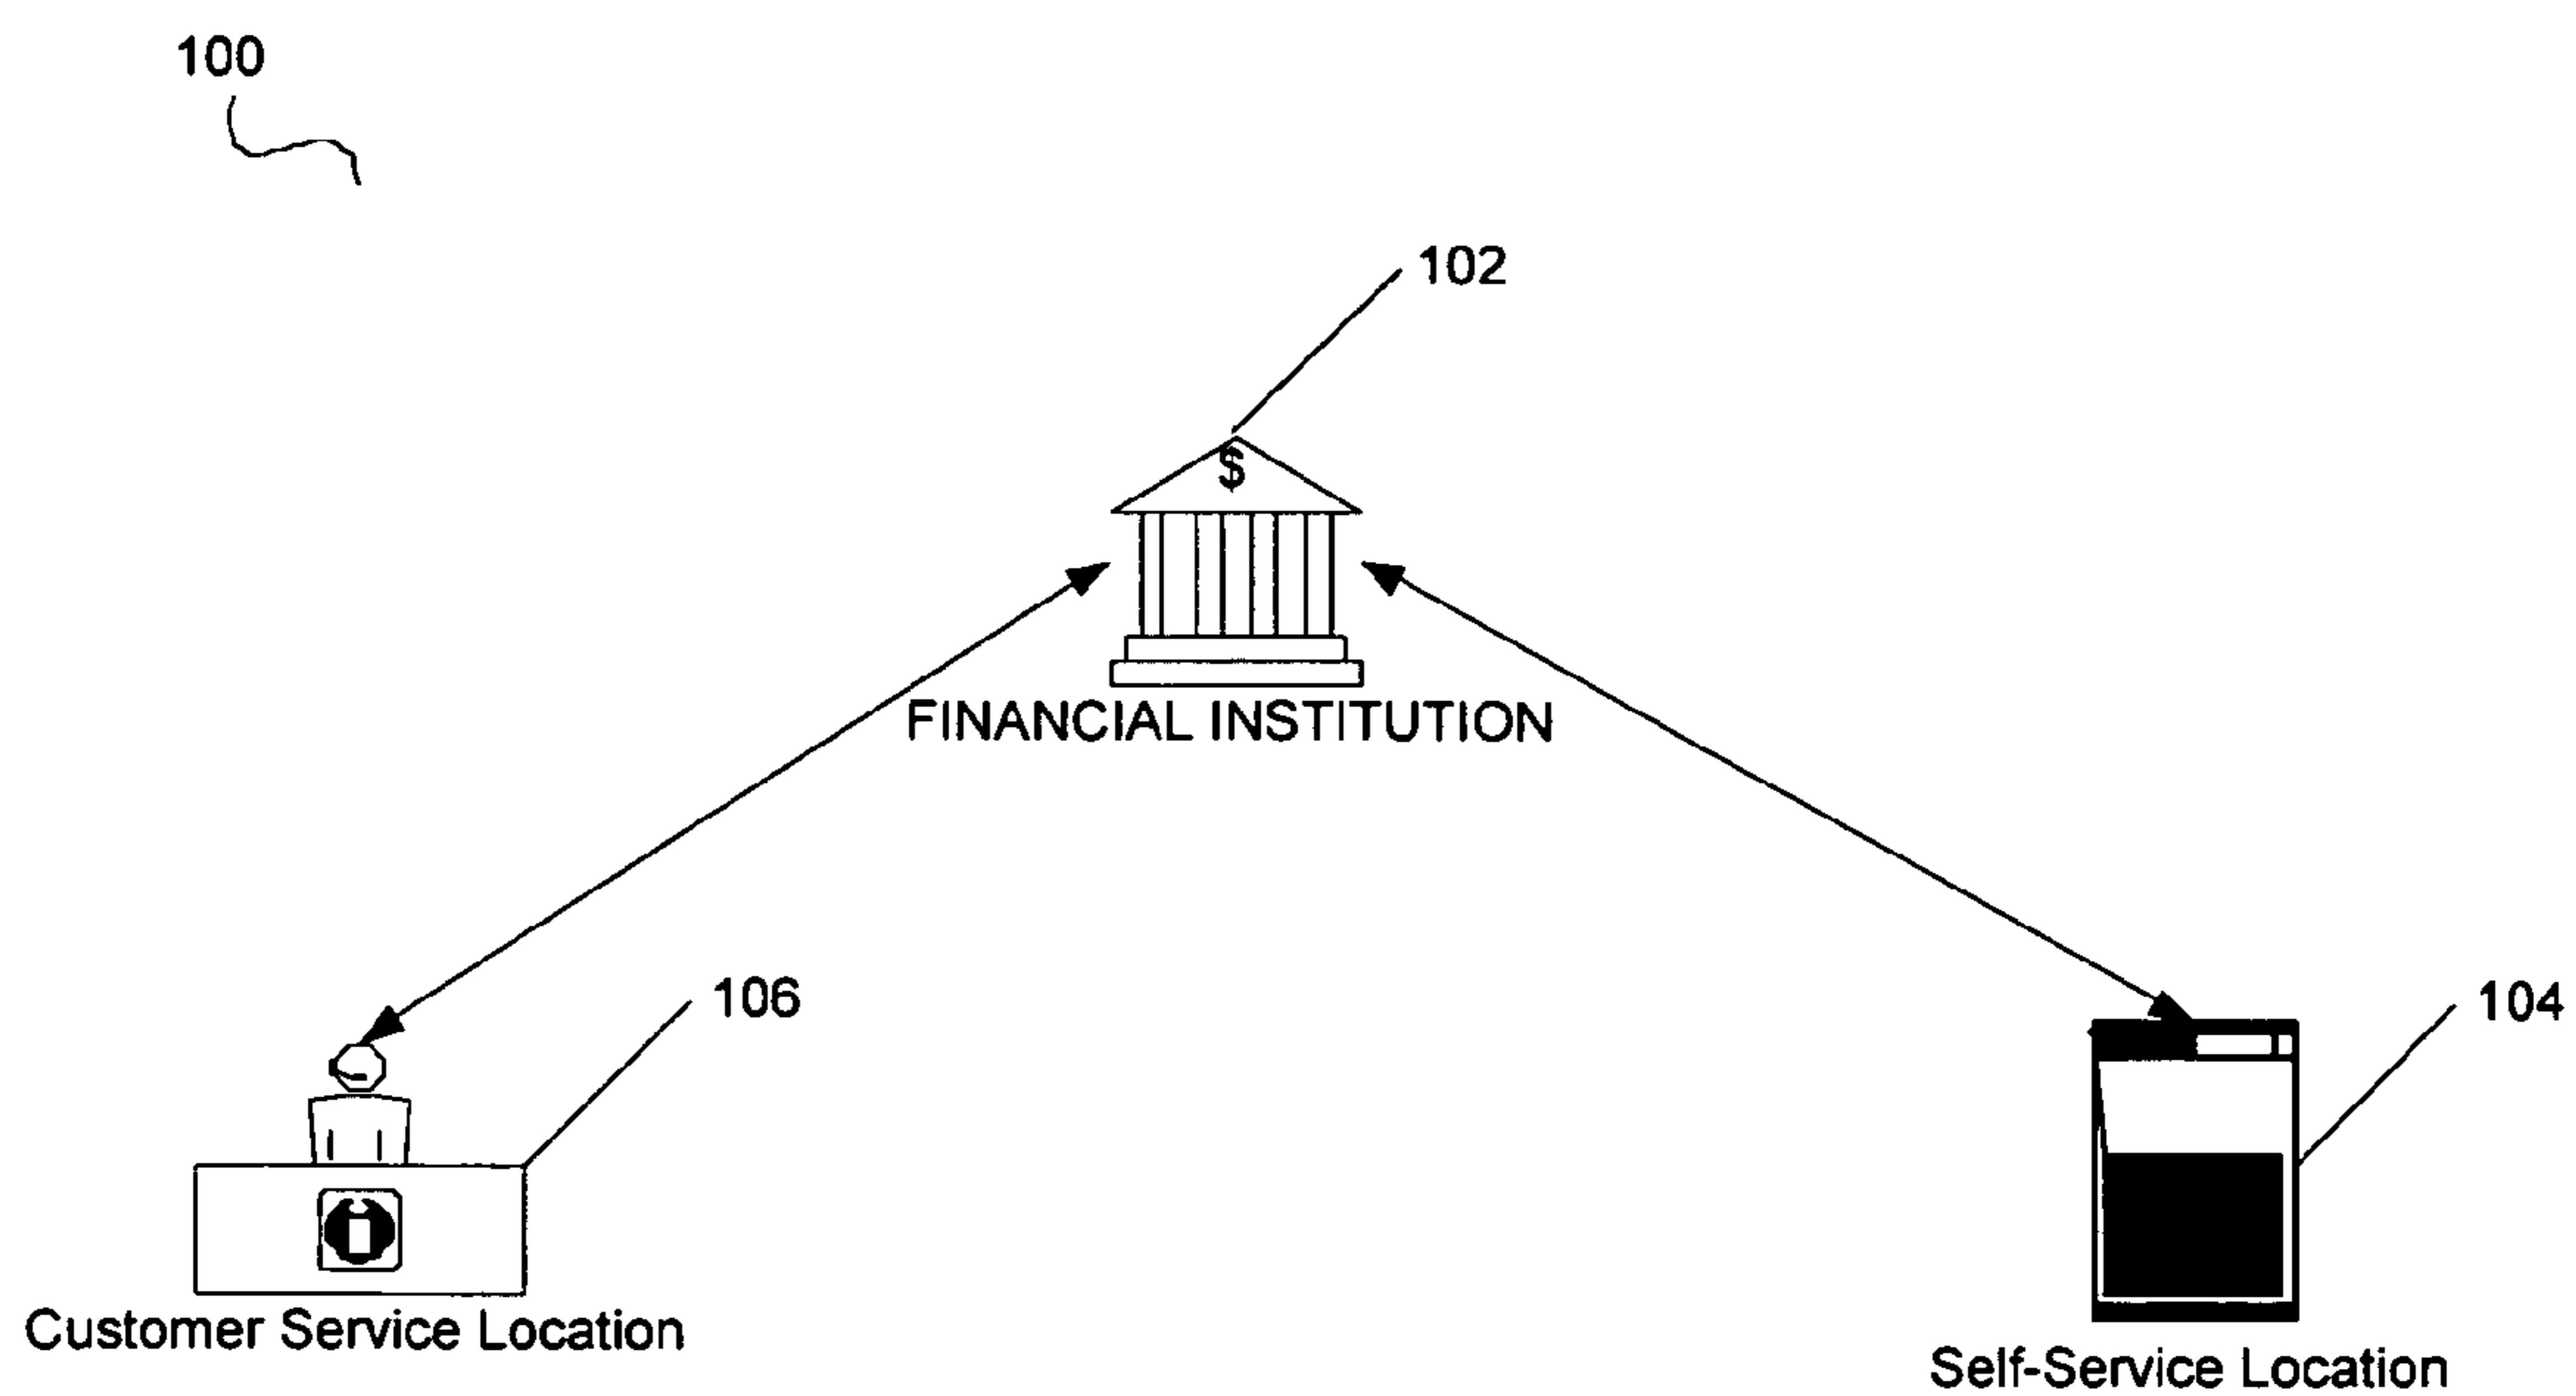 100
102
$
FINANCIAL INSTITUTION
106
104
Customer Service Location
Self-Service Location